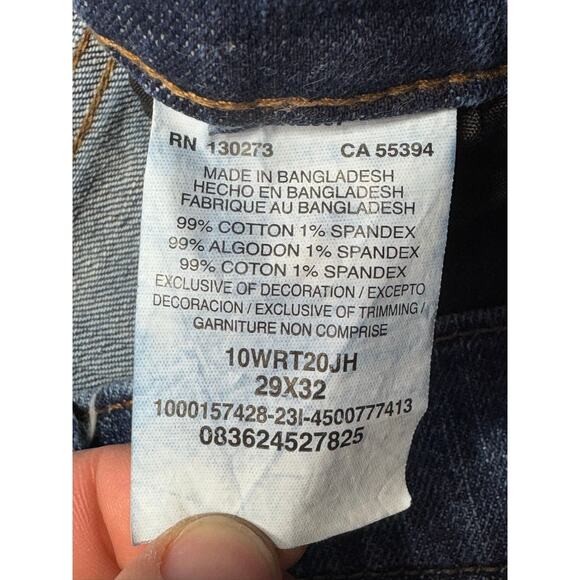 RN 130273 CA 55394
MADE IN BANGLADESH
HECHO EN BANGLADESH
FABRIQUE AU BANGLADESH
99% COTTON 1% SPANDEX
99% ALGODON 1% SPANDEX
99% COTON 1% SPANDEX
EXCLUSIVE OF DECORATION / EXCEPTO
DECORACION / EXCLUSIVE OF TRIMMING /
GARNITURE NON COMPRISE
10WRT20JH
29X32
1000157428-23I-4500777413
083624527825